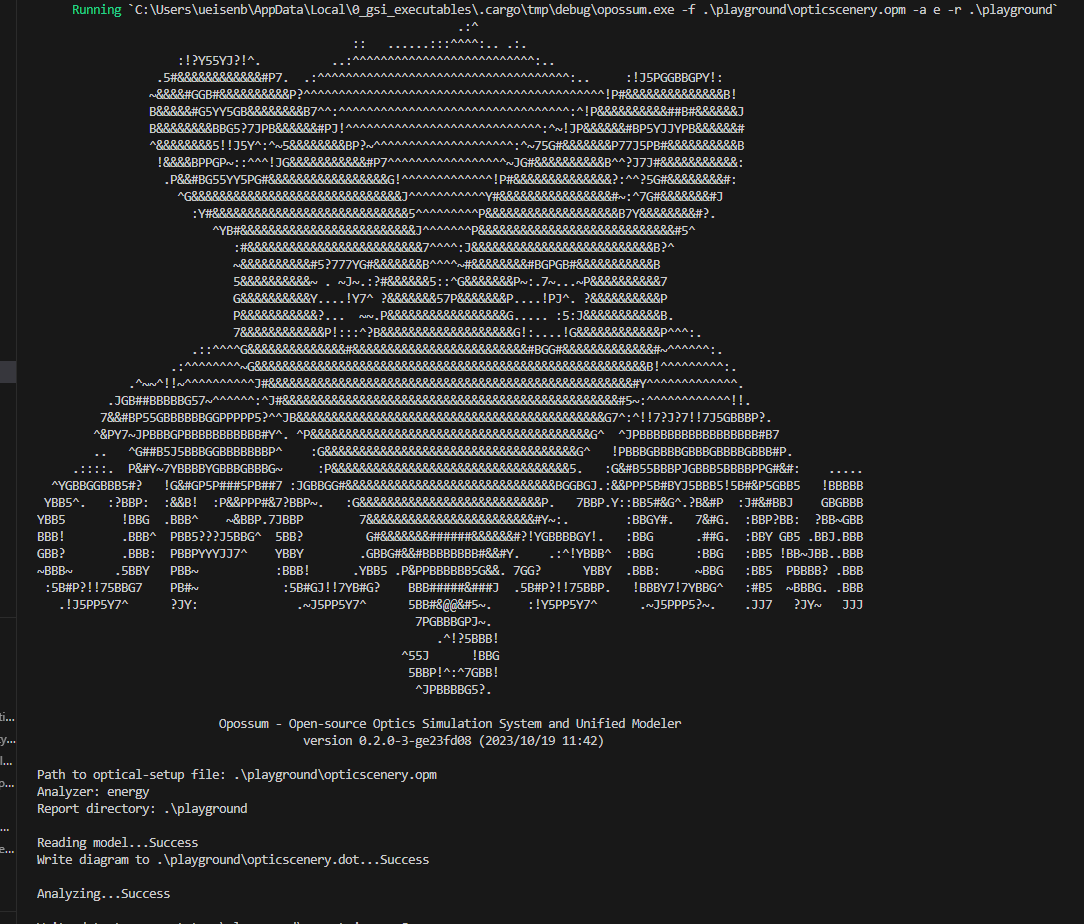 Running `C:\Users\ueisenb\AppData\Local\0_gsi_executables\.cargo\tmp\debug\opossum.exe -f .\playground\opticscenery.opm -a e -r .\playground`
Opossum - Open-source Optics Simulation System and Unified Modeler
version 0.2.0-3-ge23fd08 (2023/10/19 11:42)
Path to optical-setup file: .\playground\opticscenery.opm
Analyzer: energy
Report directory: .\playground
Reading model...Success
Write diagram to .\playground\opticscenery.dot...Success
Analyzing...Success